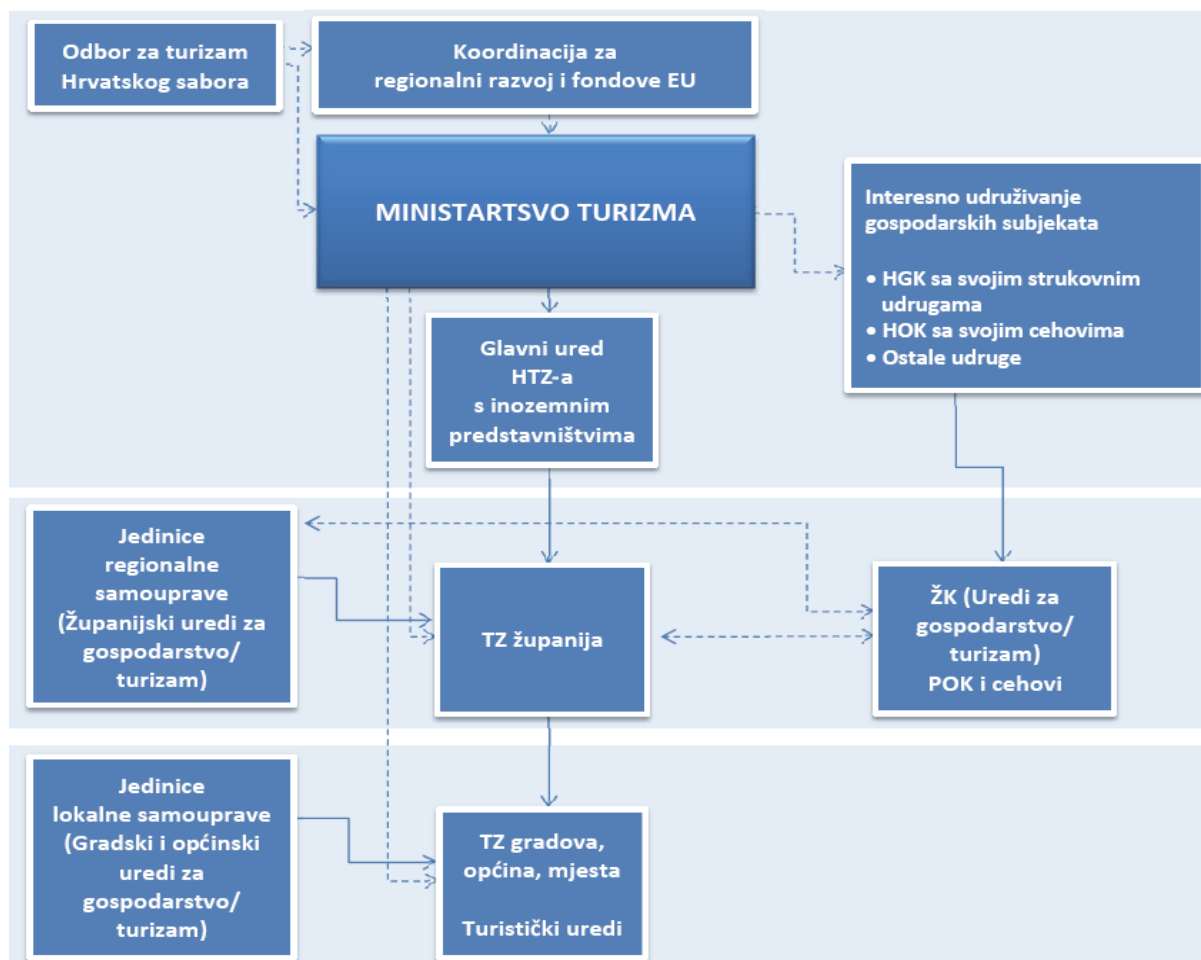 Odbor za turizam
Hrvatskog sabora
Koordinacija za
regionalni razvoj i fondove EU
MINISTARTSVO TURIZMA
Interesno udruživanje
gospodarskih subjekata
• HGK sa svojim strukovnim
udrugama
• HOK sa svojim cehovima
• Ostale udruge
Glavni ured
HTZ-a
s inozemnim
predstavništvima
Jedinice
regionalne
samouprave
(Županijski uredi za
gospodarstvo/
turizam)
TZ županija
ŽK (Uredi za
gospodarstvo/
turizam)
POK i cehovi
Jedinice
lokalne samouprave
(Gradski i općinski
uredi za
gospodarstvo/
turizam)
TZ gradova,
općina, mjesta
Turistički uredi